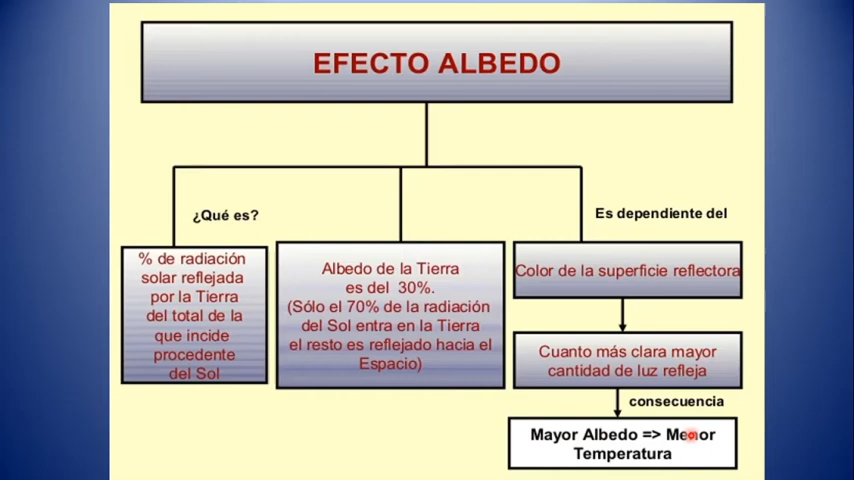 EFECTO ALBEDO
¿Qué es?
Es dependiente del
% de radiación
solar reflejada
por la Tierra
del total de la
que incide
procedente
del Sol
Albedo de la Tierra
es del 30%.
(Sólo el 70% de la radiación
del Sol entra en la Tierra
el resto es reflejado hacia el
Espacio)
Color de la superficie reflectora
Cuanto más clara mayor
cantidad de luz refleja
consecuencia
Mayor Albedo => Menor
Temperatura